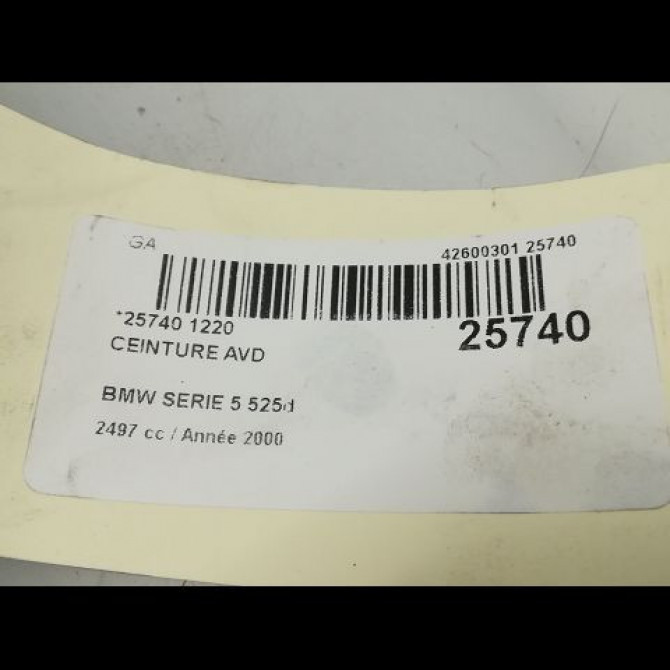 GA
42600301 25740
*25740 1220
25740
CEINTURE AVD
BMW SERIE 5 525d
2497 cc / Année 2000